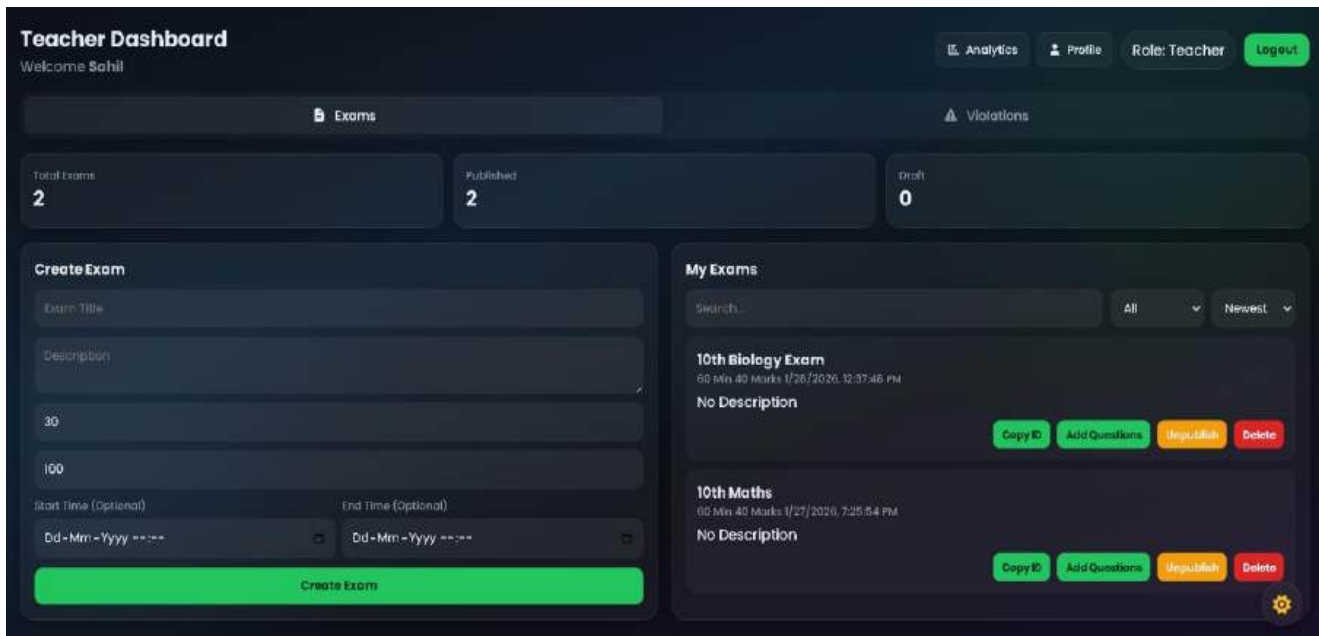 Teacher Dashboard
Welcome Sahil
Analytics
Profile
Role: Teacher
Logout
Exams
Violations
Total Exams
2
Published
2
Draft
0
Create Exam
Exam Title
Description
30
100
Start Time (Optional)
End Time (Optional)
Dd-Mm-Yyyy --:--
Dd-Mm-Yyyy --:--
Create Exam
My Exams
Search...
All
Newest
10th Biology Exam
60 Min 40 Marks 1/28/2026, 12:37:46 PM
No Description
Copy ID
Add Questions
Unpublish
Delete
10th Maths
60 Min 40 Marks 1/27/2026, 7:25:54 PM
No Description
Copy ID
Add Questions
Unpublish
Delete